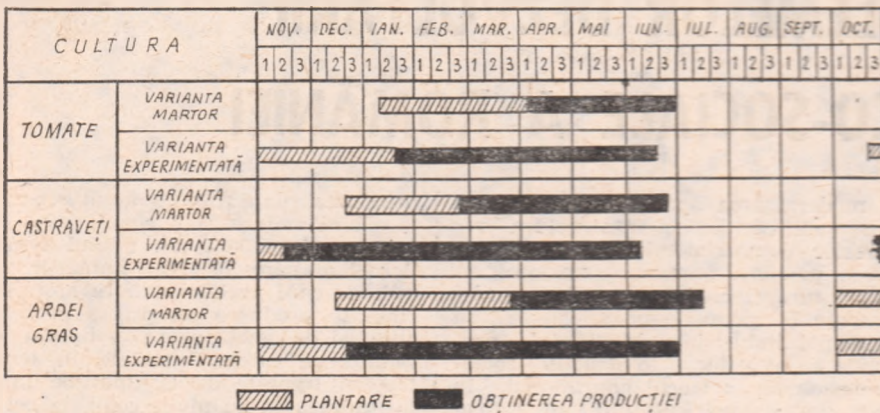 CULTURA
NOV. DEC. IAN. FEB. MAR. APR. MAI IUN. IUL. AUG. SEPT. OCT.
1 2 3 1 2 3 1 2 3 1 2 3 1 2 3 1 2 3 1 2 3 1 2 3 1 2 3 1 2 3 1 2 3 1 2 3
TOMATE
VARIANTA
MARTOR
VARIANTA
EXPERIMENTATĂ
CASTRAVEȚI
VARIANTA
MARTOR
VARIANTA
EXPERIMENTATĂ
ARDEI
GRAS
VARIANTA
MARTOR
VARIANTA
EXPERIMENTATĂ
PLANTARE OBTINEREA PRODUCȚIEI